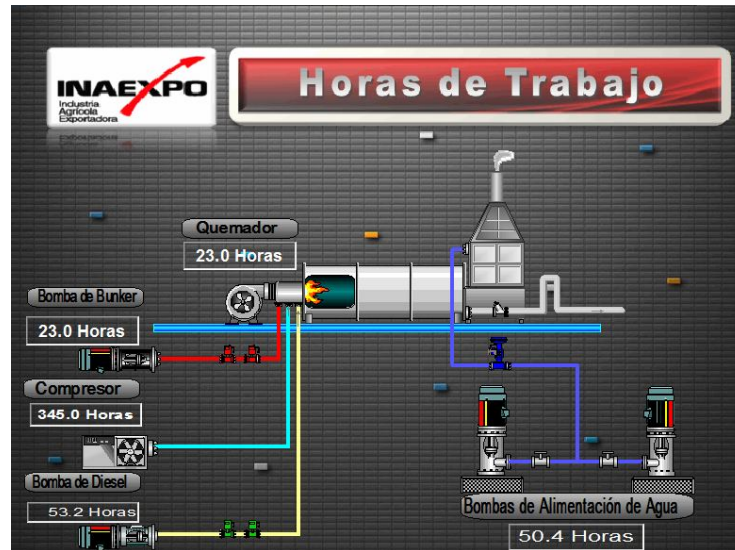 INAEXPO
Industria
Agrícola
Exportadora
Horas de Trabajo
Quemador
23.0 Horas
Bomba de Bunker
23.0 Horas
Compresor
345.0 Horas
Bomba de Diesel
53.2 Horas
Bombas de Alimentación de Agua
50.4 Horas